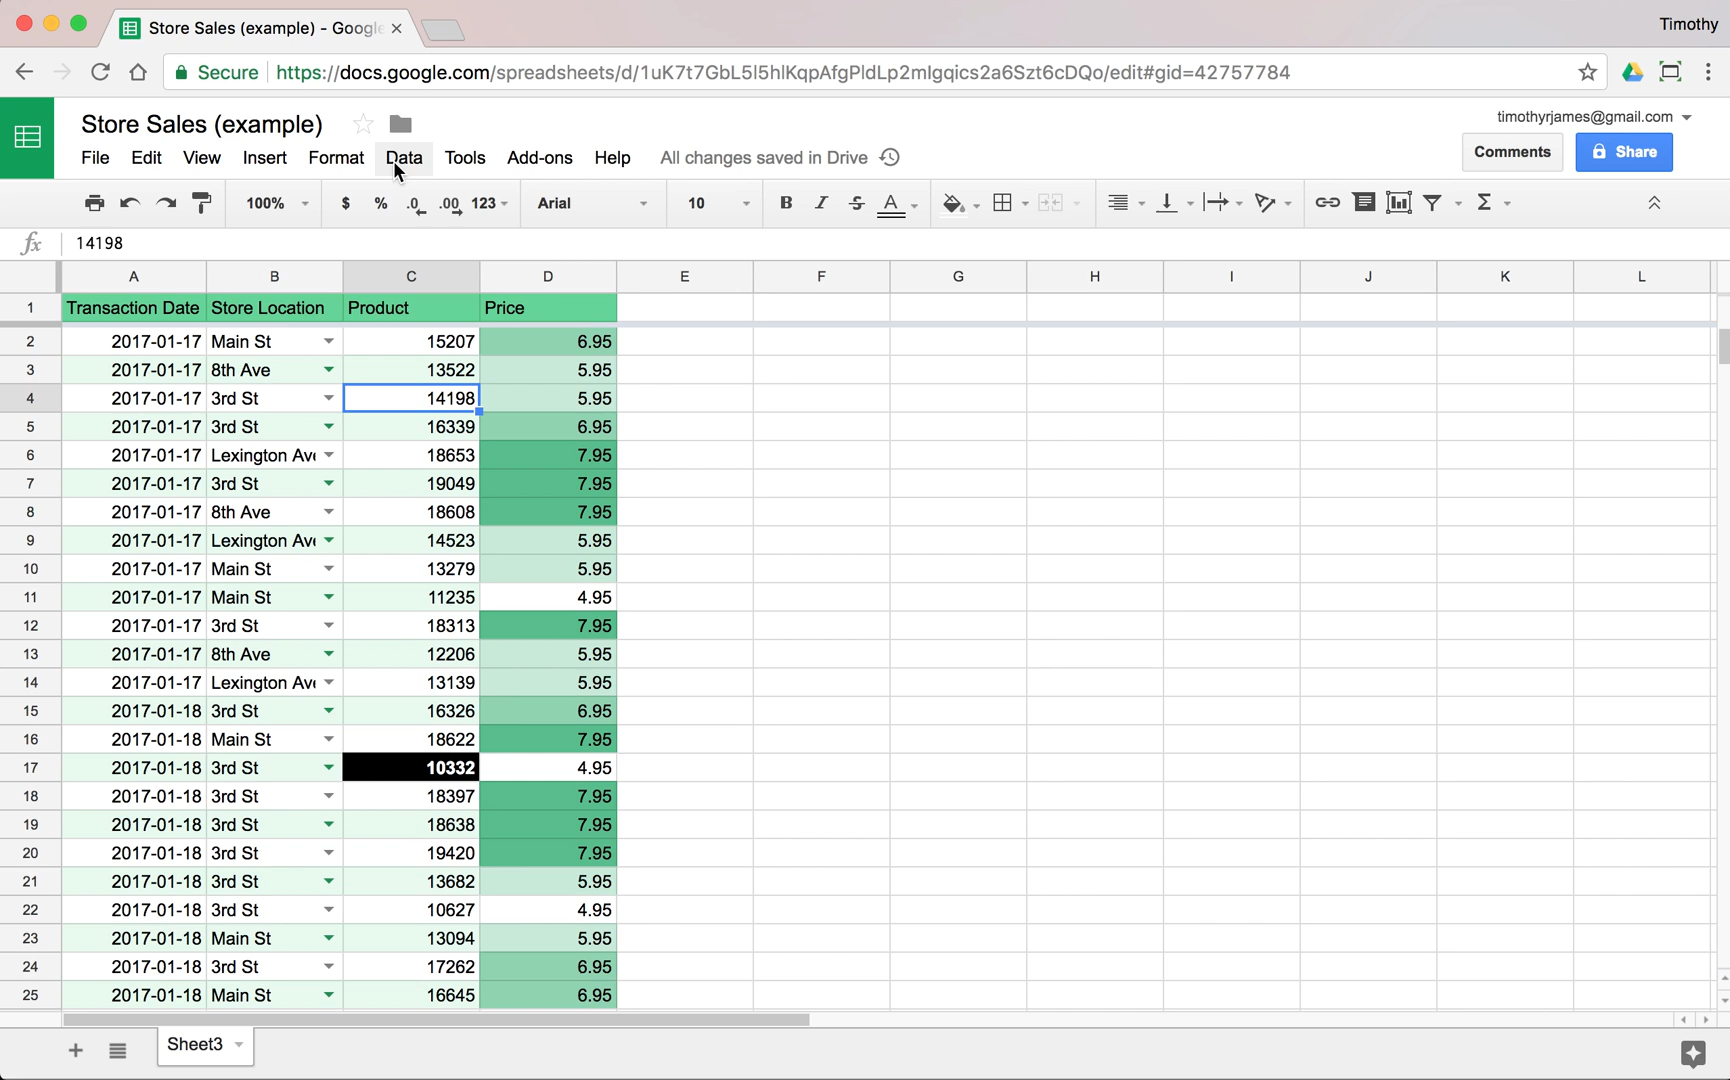 Store Sales (example) - Google
Timothy
Secure https://docs.google.com/spreadsheets/d/1uK7t7GbL5I5hlKqpAfgPldLp2mlgqics2a6Szt6cDQo/edit#gid=42757784
Store Sales (example)
timothyrjames@gmail.com
File Edit View Insert Format Data Tools Add-ons Help All changes saved in Drive
Comments Share
100% $ % .0 .00 123 Arial 10 B I S A Σ
fx 14198
A B C D E F G H I J K L
1 Transaction Date Store Location Product Price
2 2017-01-17 Main St 15207 6.95
3 2017-01-17 8th Ave 13522 5.95
4 2017-01-17 3rd St 14198 5.95
5 2017-01-17 3rd St 16339 6.95
6 2017-01-17 Lexington Ave 18653 7.95
7 2017-01-17 3rd St 19049 7.95
8 2017-01-17 8th Ave 18608 7.95
9 2017-01-17 Lexington Ave 14523 5.95
10 2017-01-17 Main St 13279 5.95
11 2017-01-17 Main St 11235 4.95
12 2017-01-17 3rd St 18313 7.95
13 2017-01-17 8th Ave 12206 5.95
14 2017-01-17 Lexington Ave 13139 5.95
15 2017-01-18 3rd St 16326 6.95
16 2017-01-18 Main St 18622 7.95
17 2017-01-18 3rd St 10332 4.95
18 2017-01-18 3rd St 18397 7.95
19 2017-01-18 3rd St 18638 7.95
20 2017-01-18 3rd St 19420 7.95
21 2017-01-18 3rd St 13682 5.95
22 2017-01-18 3rd St 10627 4.95
23 2017-01-18 Main St 13094 5.95
24 2017-01-18 3rd St 17262 6.95
25 2017-01-18 Main St 16645 6.95
Sheet3